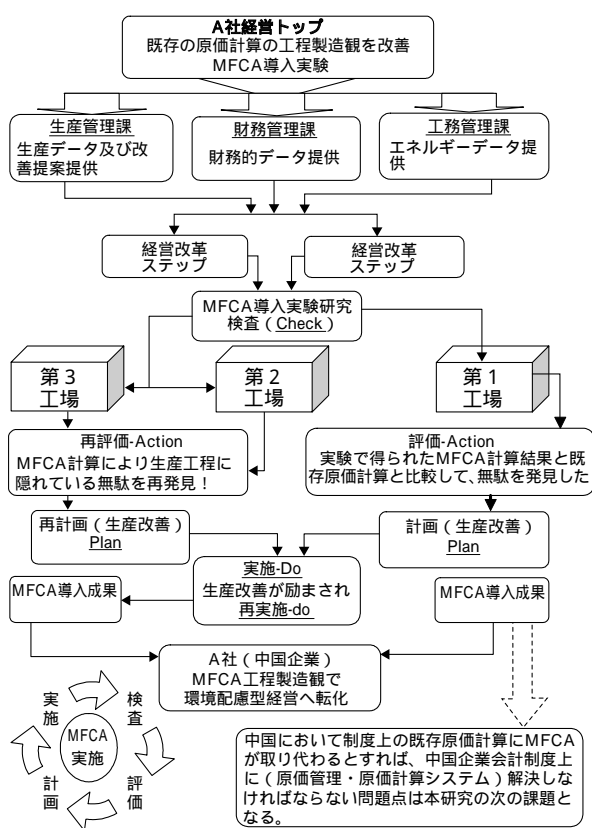 A社経営トップ
既存の原価計算の工程製造観を改善
MFCA導入実験
生産管理課
生産データ及び改
善提案提供
財務管理課
財務的データ提供
工務管理課
エネルギーデータ提
供
経営改革
ステップ
経営改革
ステップ
MFCA導入実験研究
検査(Check)
第3
工場
第2
工場
第1
工場
再評価-Action
MFCA計算により生産工程に
隠れている無駄を再発見!
評価-Action
実験で得られたMFCA計算結果と既
存原価計算と比較して、無駄を発見した
再計画(生産改善)
Plan
計画(生産改善)
Plan
実施-Do
生産改善が励まされ
再実施-do
MFCA導入成果
MFCA導入成果
A社(中国企業)
MFCA工程製造観で
環境配慮型経営へ転化
実施
検査
MFCA
実施
計画
評価
中国において制度上の既存原価計算にMFCA
が取り代わるとすれば、中国企業会計制度上
に(原価管理・原価計算システム)解決しな
ければならない問題点は本研究の次の課題と
なる。